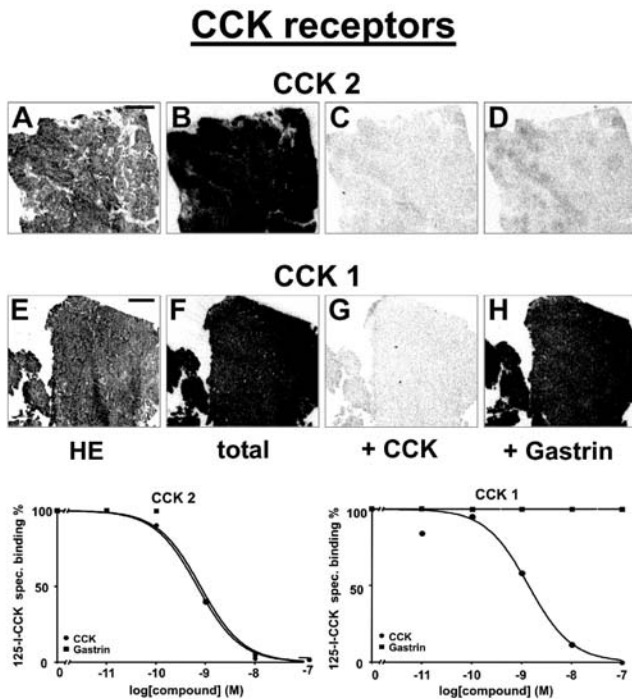 CCK receptors
CCK 2
A B C D
CCK 1
E F G H
HE total + CCK + Gastrin
CCK 2
125-I-CCK spec. binding %
100
50
0
CCK
Gastrin
-11 -10 -9 -8 -7
log[compound] (M)
CCK 1
125-I-CCK spec. binding %
100
50
0
CCK
Gastrin
-11 -10 -9 -8 -7
log[compound] (M)